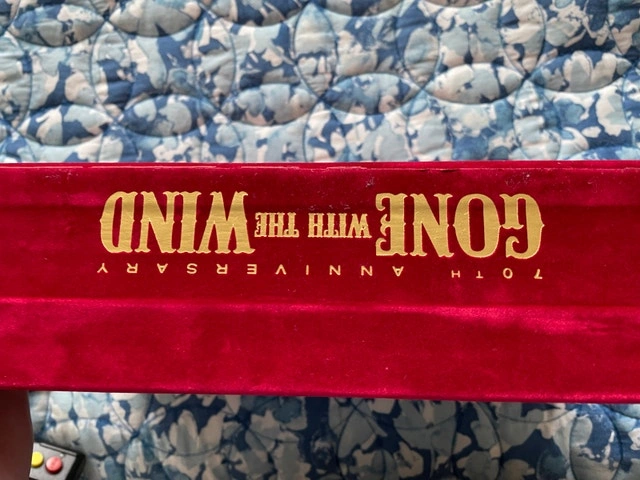 70TH ANNIVERSARY
GONE WITH THE WIND